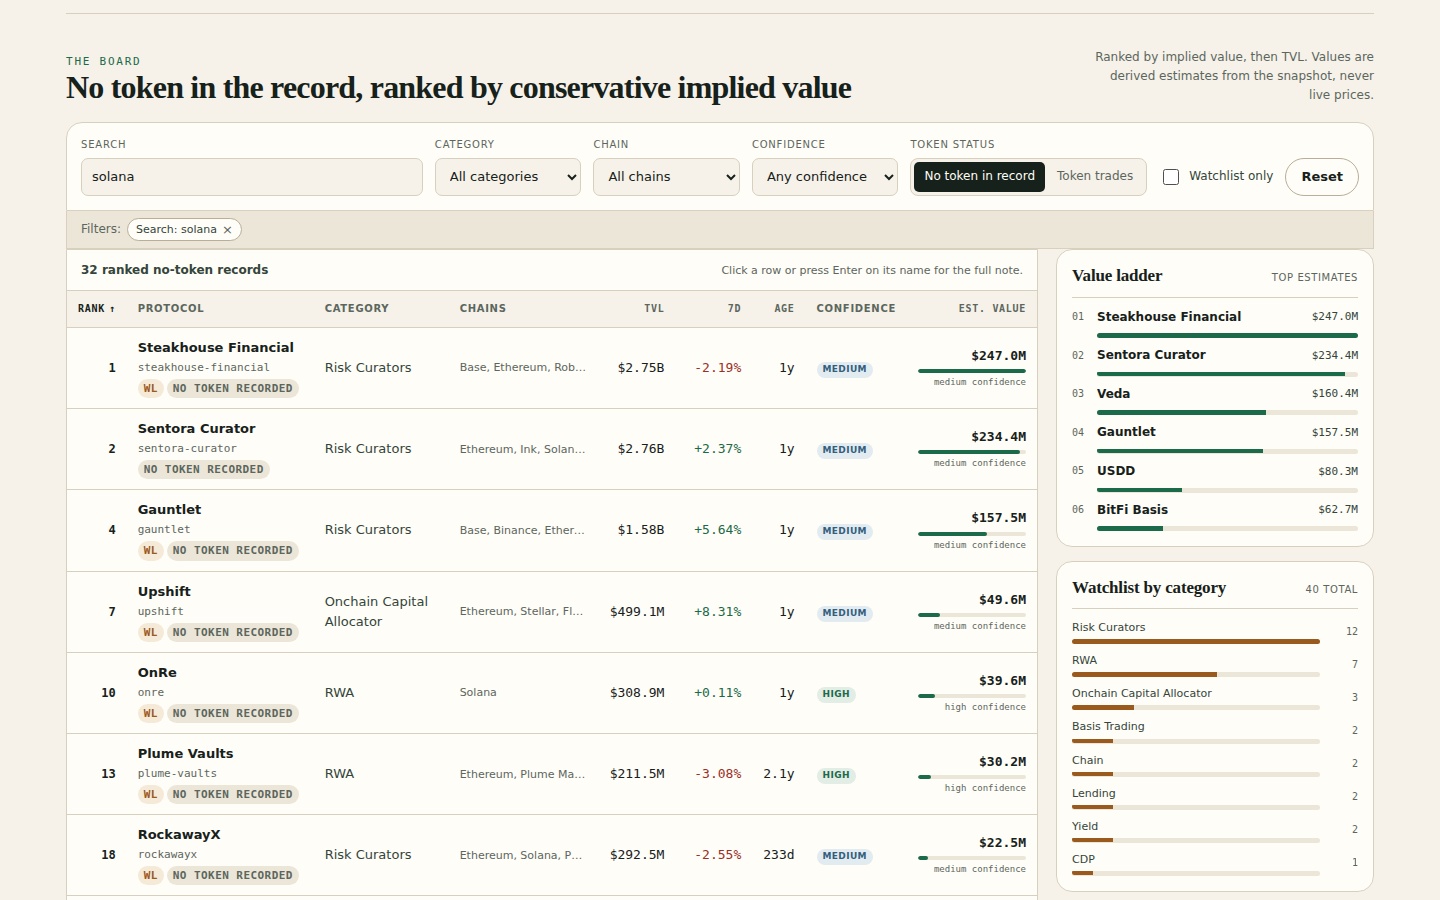 THE BOARD
No token in the record, ranked by conservative implied value
Ranked by implied value, then TVL. Values are
derived estimates from the snapshot, never
live prices.
SEARCH
CATEGORY
CHAIN
CONFIDENCE
TOKEN STATUS
solana
All categories
All chains
Any confidence
No token in record
Token trades
Watchlist only
Reset
Filters: Search: solana ×
32 ranked no-token records
Click a row or press Enter on its name for the full note.
RANK ↑ PROTOCOL CATEGORY CHAINS TVL 7D AGE CONFIDENCE EST. VALUE
Steakhouse Financial
1 steakhouse-financial Risk Curators Base, Ethereum, Rob... $2.75B -2.19% 1y MEDIUM $247.0M
WL NO TOKEN RECORDED medium confidence
Sentora Curator
2 sentora-curator Risk Curators Ethereum, Ink, Solan... $2.76B +2.37% 1y MEDIUM $234.4M
NO TOKEN RECORDED medium confidence
Gauntlet
4 gauntlet Risk Curators Base, Binance, Ether... $1.58B +5.64% 1y MEDIUM $157.5M
WL NO TOKEN RECORDED medium confidence
Upshift
7 upshift Onchain Capital Allocator Ethereum, Stellar, Fl... $499.1M +8.31% 1y MEDIUM $49.6M
WL NO TOKEN RECORDED medium confidence
OnRe
10 onre RWA Solana $308.9M +0.11% 1y HIGH $39.6M
WL NO TOKEN RECORDED high confidence
Plume Vaults
13 plume-vaults RWA Ethereum, Plume Ma... $211.5M -3.08% 2.1y HIGH $30.2M
WL NO TOKEN RECORDED high confidence
RockawayX
18 rockawayx Risk Curators Ethereum, Solana, P... $292.5M -2.55% 233d MEDIUM $22.5M
WL NO TOKEN RECORDED medium confidence
Value ladder TOP ESTIMATES
01 Steakhouse Financial $247.0M
02 Sentora Curator $234.4M
03 Veda $160.4M
04 Gauntlet $157.5M
05 USDD $80.3M
06 BitFi Basis $62.7M
Watchlist by category 40 TOTAL
Risk Curators 12
RWA 7
Onchain Capital Allocator 3
Basis Trading 2
Chain 2
Lending 2
Yield 2
CDP 1